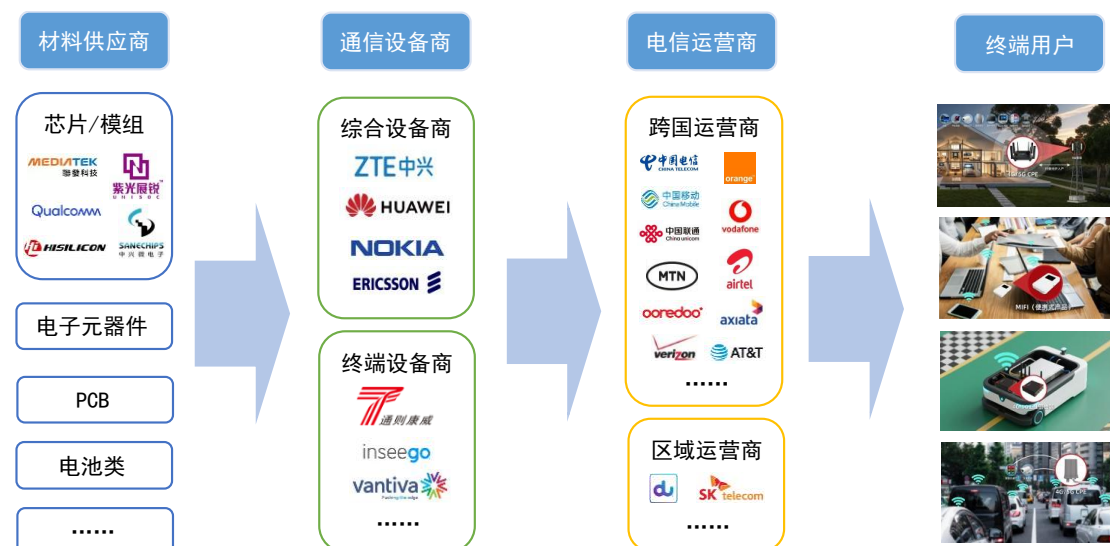 材料供应商
通信设备商
电信运营商
终端用户
芯片/模组
MEDIATEK
聯發科技
紫光展锐
UNISOC
Qualcomm
HISILICON
SANECHIPS
中兴微电子
电子元器件
PCB
电池类
......
综合设备商
ZTE中兴
HUAWEI
NOKIA
ERICSSON
终端设备商
通则康威
inseego
vantiva
......
跨国运营商
中国电信
CHINA TELECOM
orange
中国移动
China Mobile
vodafone
中国联通
China unicom
MTN
airtel
ooredoo
axiata
verizon
AT&T
......
区域运营商
du
SK telecom
......
4G/5G CPE
MIFI（便携式产品）
4G/5G CPE